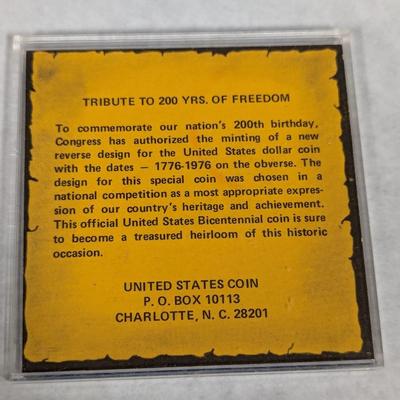 TRIBUTE TO 200 YRS. OF FREEDOM
To commemorate our nation's 200th birthday,
Congress has authorized the minting of a new
reverse design for the United States dollar coin
with the dates — 1776-1976 on the obverse. The
design for this special coin was chosen in a
national competition as a most appropriate expres-
sion of our country's heritage and achievement.
This official United States Bicentennial coin is sure
to become a treasured heirloom of this historic
occasion.
UNITED STATES COIN
P. O. BOX 10113
CHARLOTTE, N. C. 28201